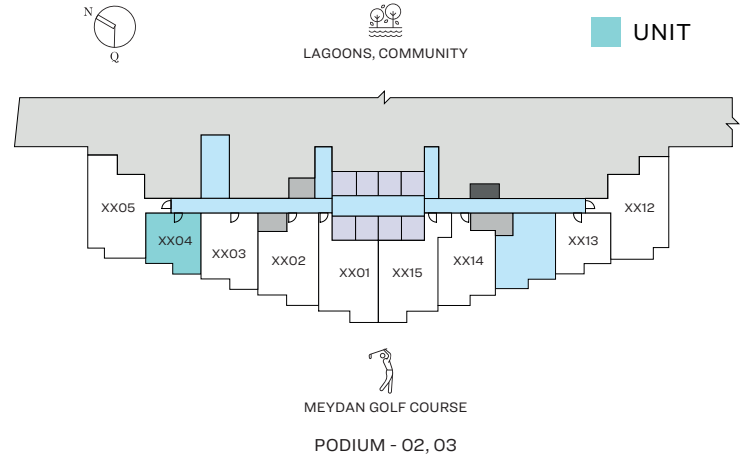 N
Q
LAGOONS, COMMUNITY
UNIT
XX05
XX04
XX03
XX02
XX01
XX15
XX14
XX13
XX12
MEYDAN GOLF COURSE
PODIUM - 02, 03